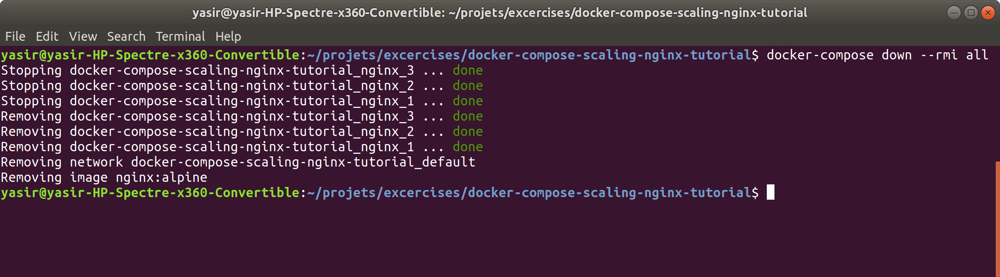 yasir@yasir-HP-Spectre-x360-Convertible: ~/projets/excercises/docker-compose-scaling-nginx-tutorial
File Edit View Search Terminal Help
yasir@yasir-HP-Spectre-x360-Convertible:~/projets/excercises/docker-compose-scaling-nginx-tutorial$ docker-compose down --rmi all
Stopping docker-compose-scaling-nginx-tutorial_nginx_3 ... done
Stopping docker-compose-scaling-nginx-tutorial_nginx_2 ... done
Stopping docker-compose-scaling-nginx-tutorial_nginx_1 ... done
Removing docker-compose-scaling-nginx-tutorial_nginx_3 ... done
Removing docker-compose-scaling-nginx-tutorial_nginx_2 ... done
Removing docker-compose-scaling-nginx-tutorial_nginx_1 ... done
Removing network docker-compose-scaling-nginx-tutorial_default
Removing image nginx:alpine
yasir@yasir-HP-Spectre-x360-Convertible:~/projets/excercises/docker-compose-scaling-nginx-tutorial$